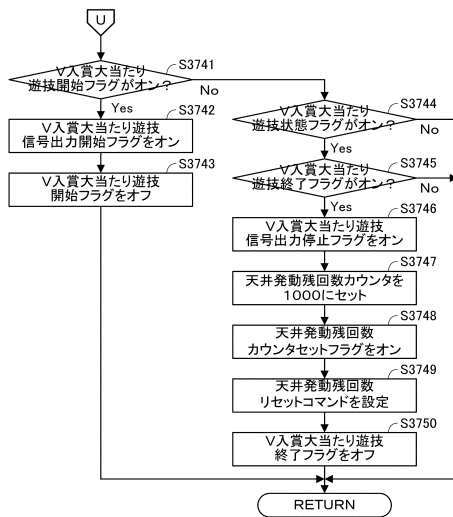 U
V入賞大当たり
遊技開始フラグがオン?
S3741
No
Yes
S3742
V入賞大当たり遊技
信号出力開始フラグをオン
S3743
V入賞大当たり遊技
開始フラグをオフ
V入賞大当たり
遊技状態フラグがオン?
S3744
No
Yes
V入賞大当たり
遊技終了フラグがオン?
S3745
No
Yes
S3746
V入賞大当たり遊技
信号出力停止フラグをオン
S3747
天井発動残回数カウンタを
1000にセット
S3748
天井発動残回数
カウンタセットフラグをオン
S3749
天井発動残回数
リセットコマンドを設定
S3750
V入賞大当たり遊技
終了フラグをオフ
RETURN